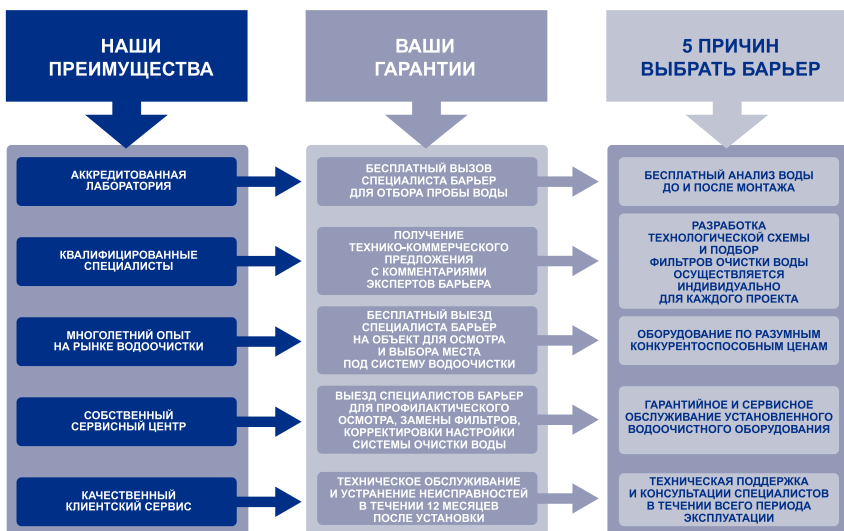 НАШИ
ПРЕИМУЩЕСТВА
ВАШИ
ГАРАНТИИ
5 ПРИЧИН
ВЫБРАТЬ БАРЬЕР
АККРЕДИТОВАННАЯ
ЛАБОРАТОРИЯ
БЕСПЛАТНЫЙ ВЫЗОВ
СПЕЦИАЛИСТА БАРЬЕР
ДЛЯ ОТБОРА ПРОБЫ ВОДЫ
БЕСПЛАТНЫЙ АНАЛИЗ ВОДЫ
ДО И ПОСЛЕ МОНТАЖА
КВАЛИФИЦИРОВАННЫЕ
СПЕЦИАЛИСТЫ
ПОЛУЧЕНИЕ
ТЕХНИКО-КОММЕРЧЕСКОГО
ПРЕДЛОЖЕНИЯ
С КОММЕНТАРИЯМИ
ЭКСПЕРТОВ БАРЬЕРА
РАЗРАБОТКА
ТЕХНОЛОГИЧЕСКОЙ СХЕМЫ
И ПОДБОР
ФИЛЬТРОВ ОЧИСТКИ ВОДЫ
ОСУЩЕСТВЛЯЕТСЯ
ИНДИВИДУАЛЬНО
ДЛЯ КАЖДОГО ПРОЕКТА
МНОГОЛЕТНИЙ ОПЫТ
НА РЫНКЕ ВОДООЧИСТКИ
БЕСПЛАТНЫЙ ВЫЕЗД
СПЕЦИАЛИСТА БАРЬЕР
НА ОБЪЕКТ ДЛЯ ОСМОТРА
И ВЫБОРА МЕСТА
ПОД СИСТЕМУ ВОДООЧИСТКИ
ОБОРУДОВАНИЕ ПО РАЗУМНЫМ
КОНКУРЕНТОСПОСОБНЫМ ЦЕНАМ
СОБСТВЕННЫЙ
СЕРВИСНЫЙ ЦЕНТР
ВЫЕЗД СПЕЦИАЛИСТОВ БАРЬЕР
ДЛЯ ПРОФИЛАКТИЧЕСКОГО
ОСМОТРА, ЗАМЕНЫ ФИЛЬТРОВ,
КОРРЕКТИРОВКИ НАСТРОЙКИ
СИСТЕМЫ ОЧИСТКИ ВОДЫ
ГАРАНТИЙНОЕ И СЕРВИСНОЕ
ОБСЛУЖИВАНИЕ УСТАНОВЛЕННОГО
ВОДООЧИСТНОГО ОБОРУДОВАНИЯ
КАЧЕСТВЕННЫЙ
КЛИЕНТСКИЙ СЕРВИС
ТЕХНИЧЕСКОЕ ОБСЛУЖИВАНИЕ
И УСТРАНЕНИЕ НЕИСПРАВНОСТЕЙ
В ТЕЧЕНИИ 12 МЕСЯЦЕВ
ПОСЛЕ УСТАНОВКИ
ТЕХНИЧЕСКАЯ ПОДДЕРЖКА
И КОНСУЛЬТАЦИИ СПЕЦИАЛИСТОВ
В ТЕЧЕНИИ ВСЕГО ПЕРИОДА
ЭКСПЛУАТАЦИИ